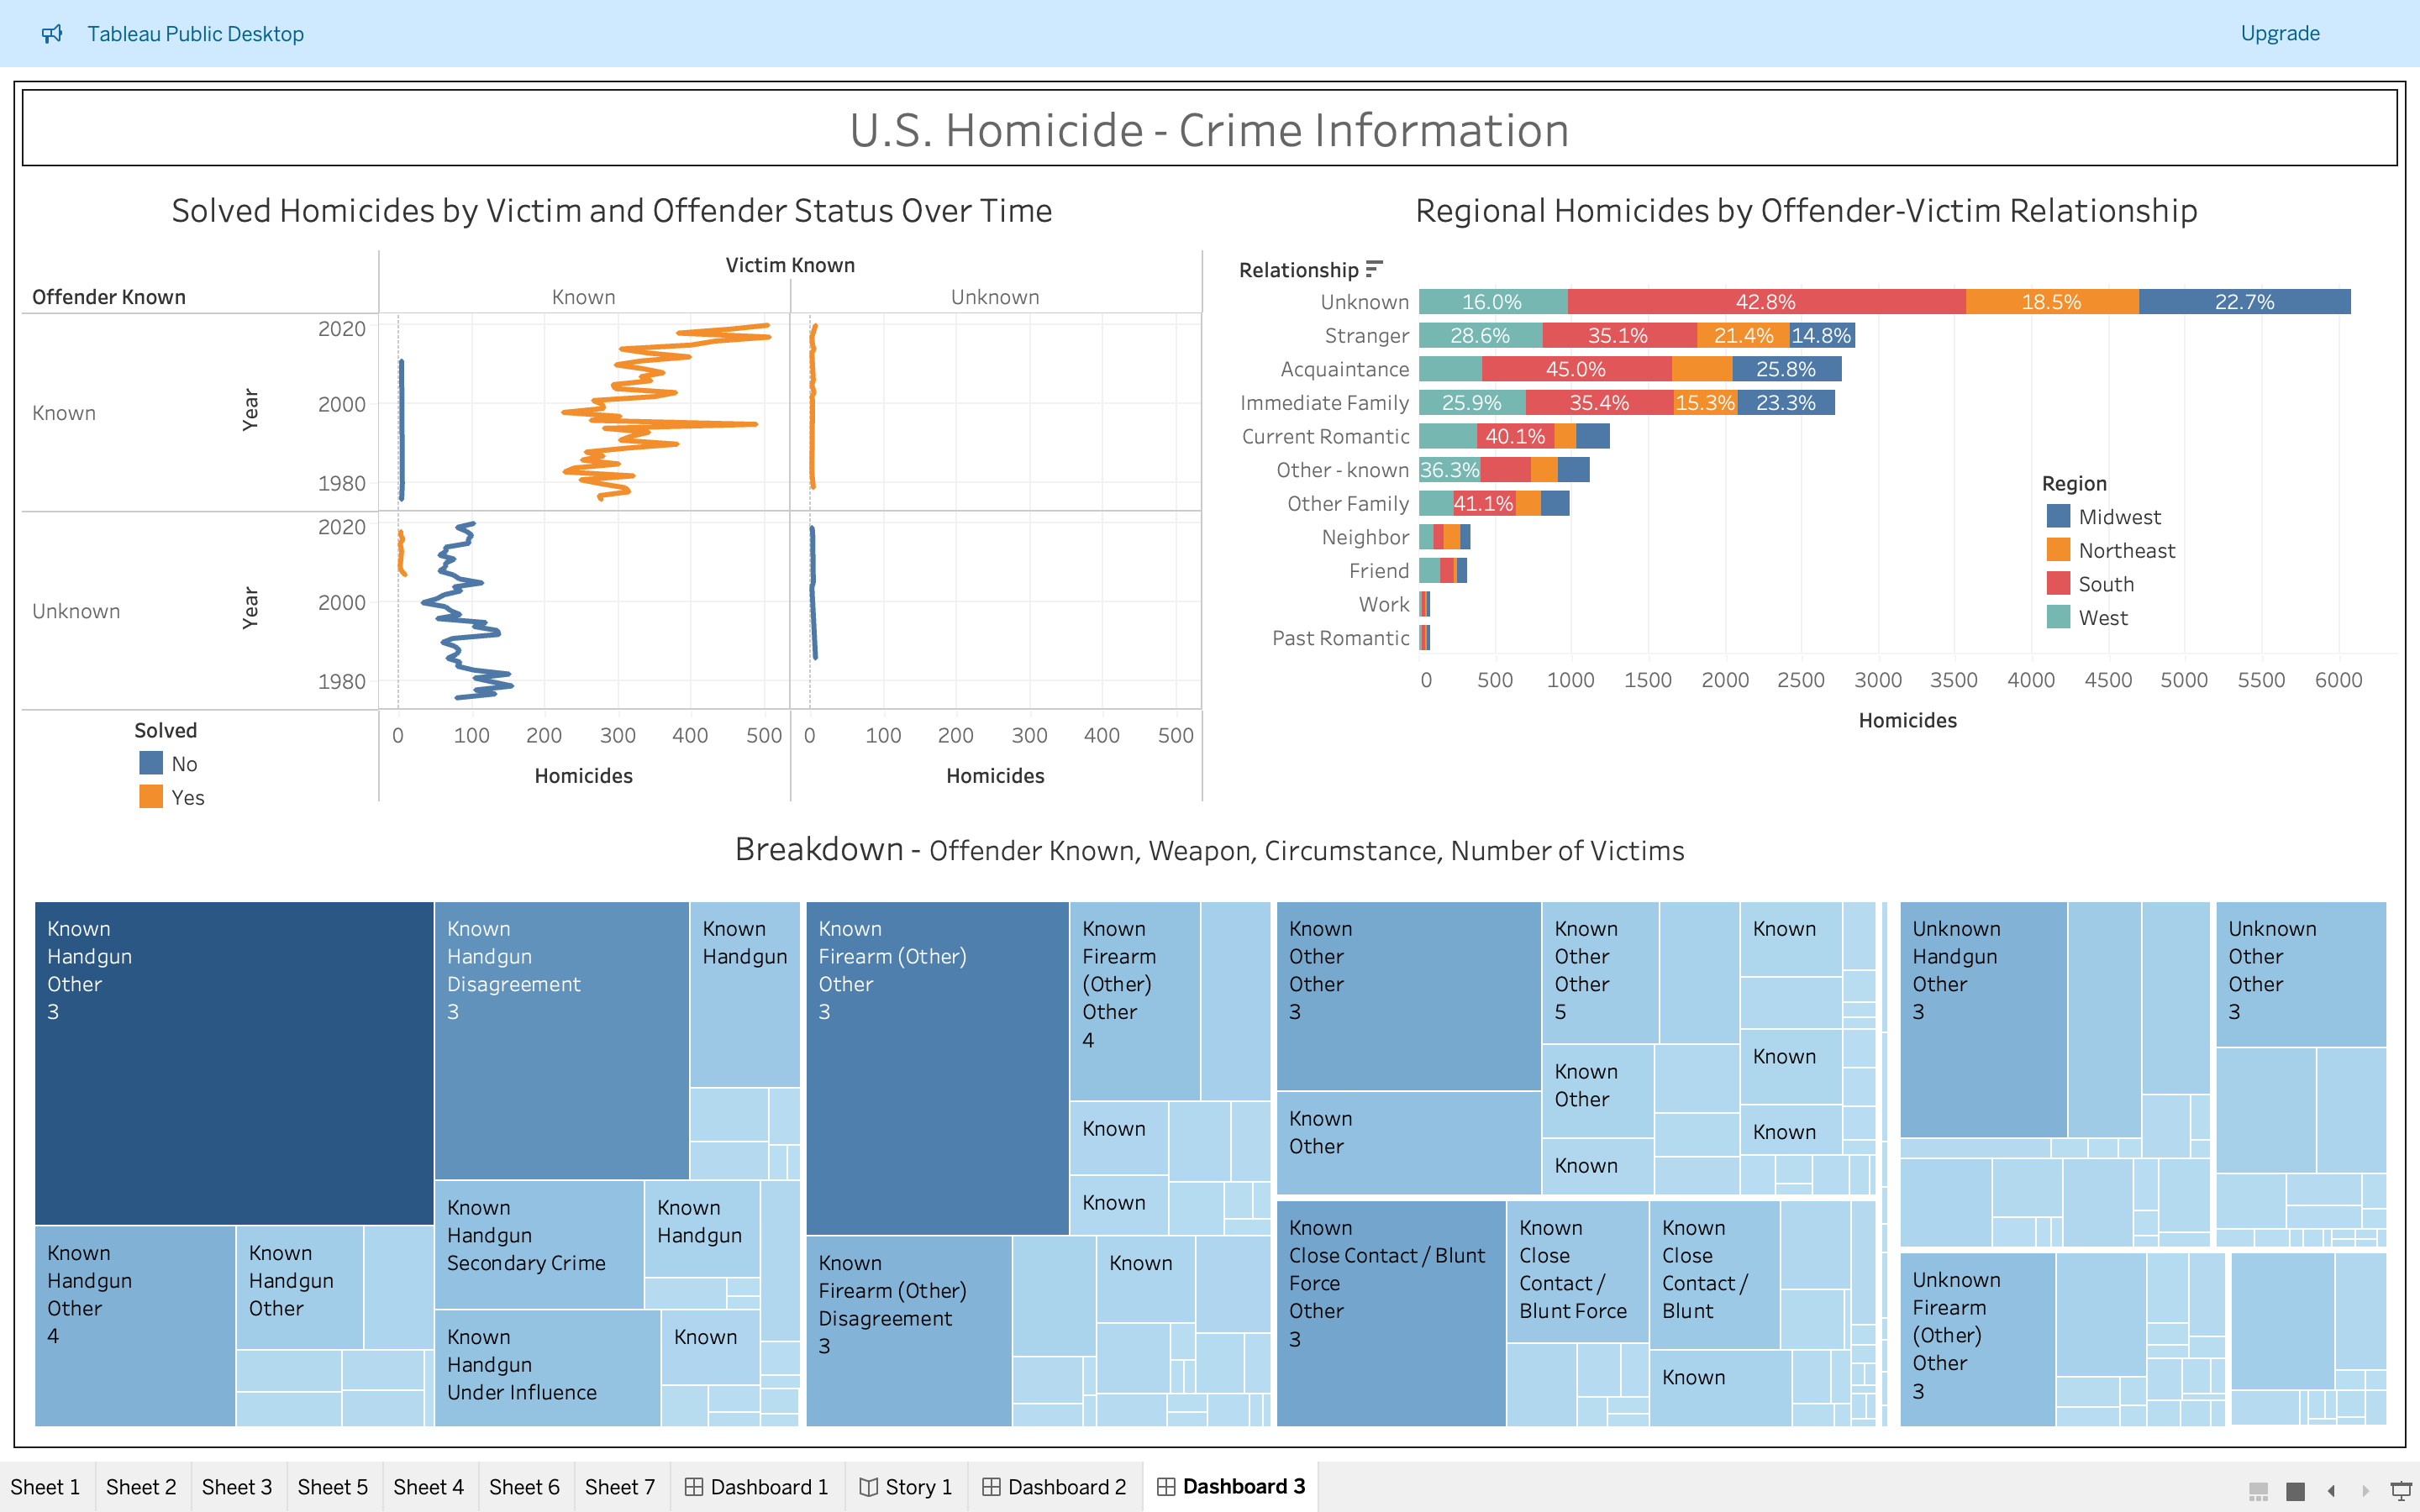 Tableau Public Desktop
Upgrade
U.S. Homicide - Crime Information
Solved Homicides by Victim and Offender Status Over Time
Victim Known
Offender Known
Known
Unknown
Known
Year
2020
2000
1980
Unknown
Year
2020
2000
1980
0 100 200 300 400 500
0 100 200 300 400 500
Homicides
Homicides
Solved
No
Yes
Regional Homicides by Offender-Victim Relationship
Relationship
Unknown 16.0% 42.8% 18.5% 22.7%
Stranger 28.6% 35.1% 21.4% 14.8%
Acquaintance 45.0% 25.8%
Immediate Family 25.9% 35.4% 15.3% 23.3%
Current Romantic 40.1%
Other - known 36.3%
Other Family 41.1%
Neighbor
Friend
Work
Past Romantic
0 500 1000 1500 2000 2500 3000 3500 4000 4500 5000 5500 6000
Homicides
Region
Midwest
Northeast
South
West
Breakdown - Offender Known, Weapon, Circumstance, Number of Victims
Known
Handgun
Other
3
Known
Handgun
Disagreement
3
Known
Handgun
Known
Handgun
Other
4
Known
Handgun
Other
Known
Handgun
Secondary Crime
Known
Handgun
Known
Handgun
Under Influence
Known
Known
Firearm (Other)
Other
3
Known
Firearm
(Other)
Other
4
Known
Known
Known
Firearm (Other)
Disagreement
3
Known
Known
Other
Other
3
Known
Other
Other
5
Known
Known
Other
Known
Other
Known
Known
Known
Known
Close Contact / Blunt
Force
Other
3
Known
Close
Contact /
Blunt Force
Known
Close
Contact /
Blunt
Known
Unknown
Handgun
Other
3
Unknown
Other
Other
3
Unknown
Firearm
(Other)
Other
3
Sheet 1
Sheet 2
Sheet 3
Sheet 5
Sheet 4
Sheet 6
Sheet 7
Dashboard 1
Story 1
Dashboard 2
Dashboard 3